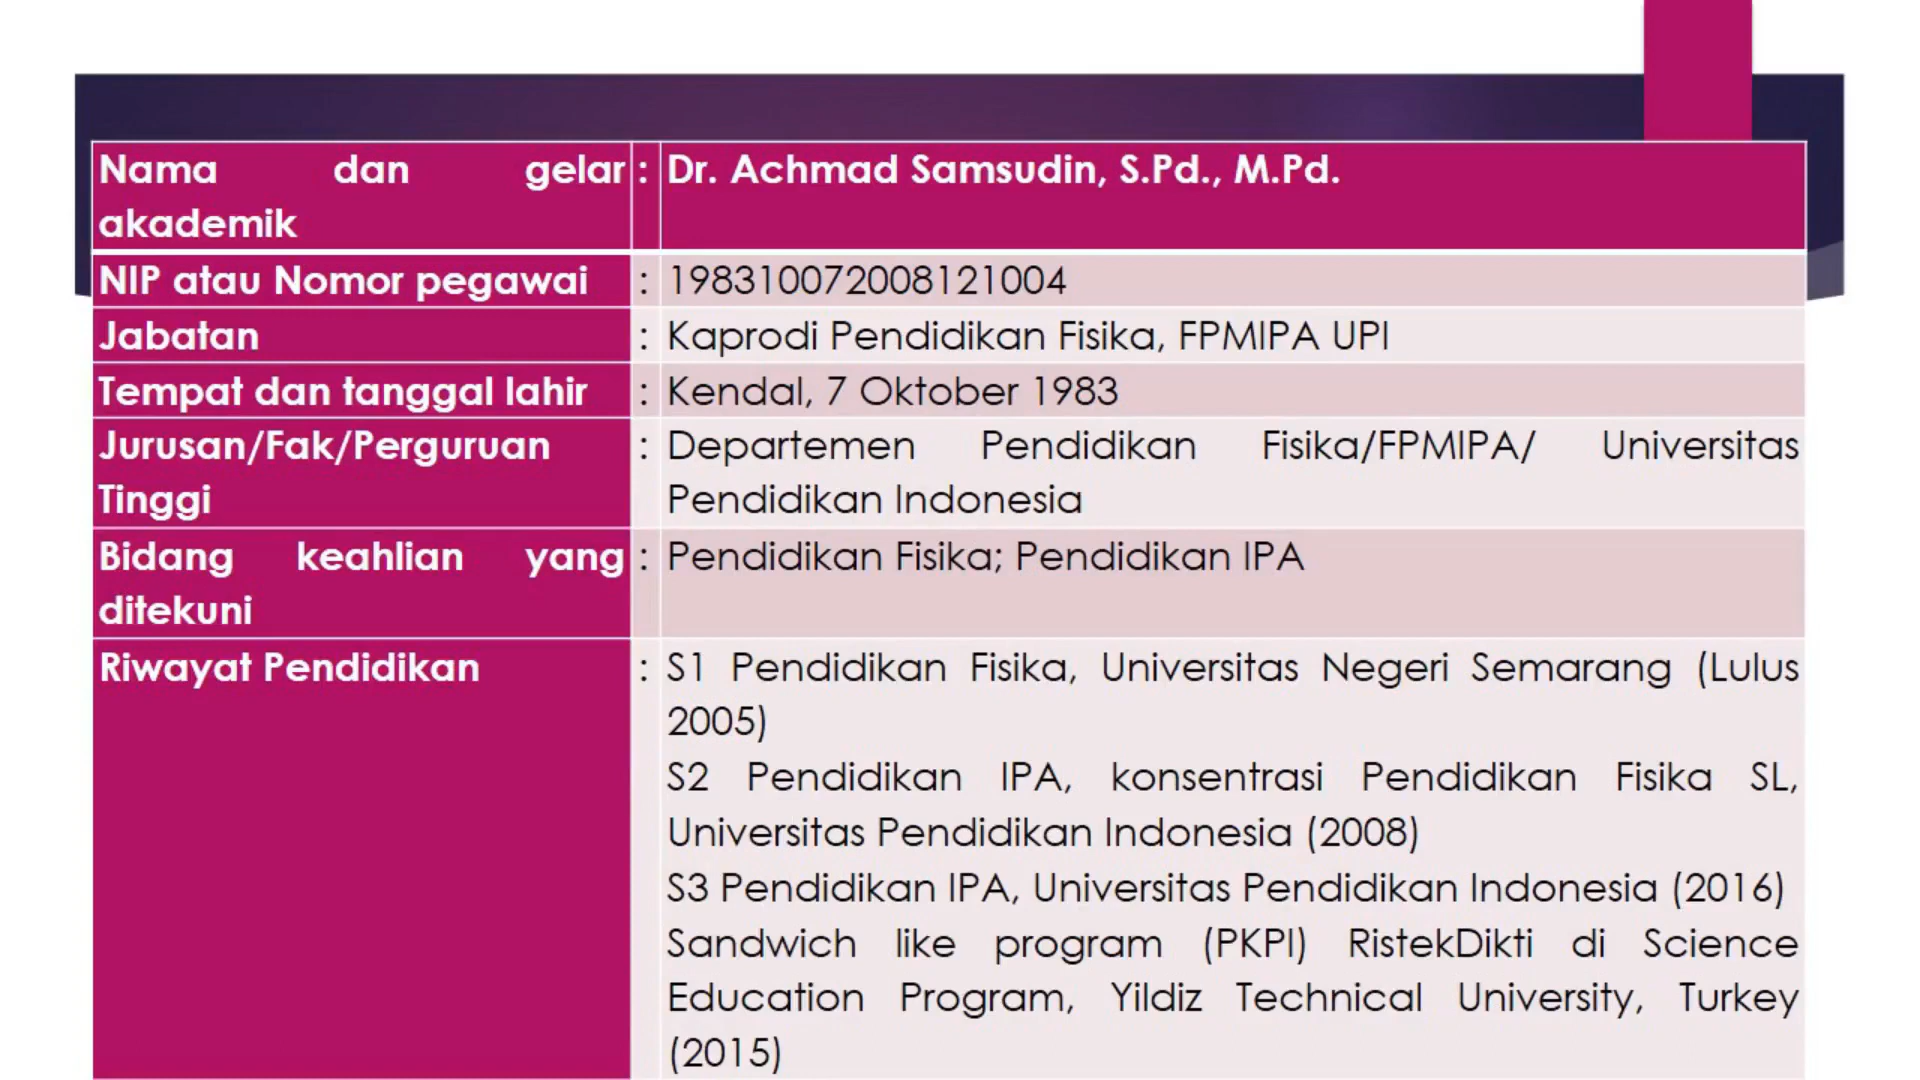 Nama dan gelar : Dr. Achmad Samsudin, S.Pd., M.Pd.
akademik
NIP atau Nomor pegawai : 198310072008121004
Jabatan : Kaprodi Pendidikan Fisika, FPMIPA UPI
Tempat dan tanggal lahir : Kendal, 7 Oktober 1983
Jurusan/Fak/Perguruan : Departemen Pendidikan Fisika/FPMIPA/ Universitas
Tinggi Pendidikan Indonesia
Bidang keahlian yang : Pendidikan Fisika; Pendidikan IPA
ditekuni
Riwayat Pendidikan : S1 Pendidikan Fisika, Universitas Negeri Semarang (Lulus
2005)
S2 Pendidikan IPA, konsentrasi Pendidikan Fisika SL,
Universitas Pendidikan Indonesia (2008)
S3 Pendidikan IPA, Universitas Pendidikan Indonesia (2016)
Sandwich like program (PKPI) RistekDikti di Science
Education Program, Yildiz Technical University, Turkey
(2015)